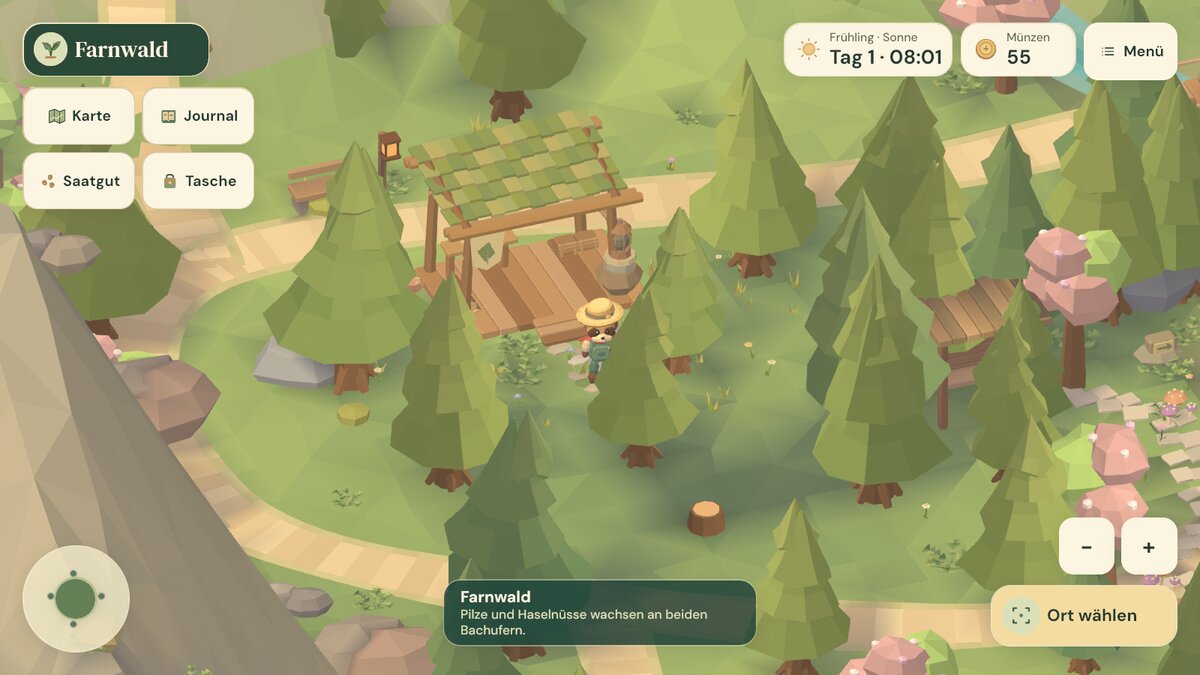 Farnwald
Karte
Journal
Saatgut
Tasche
Frühling · Sonne
Tag 1 · 08:01
Münzen
55
Menü
Farnwald
Pilze und Haselnüsse wachsen an beiden
Bachufern.
−
+
Ort wählen